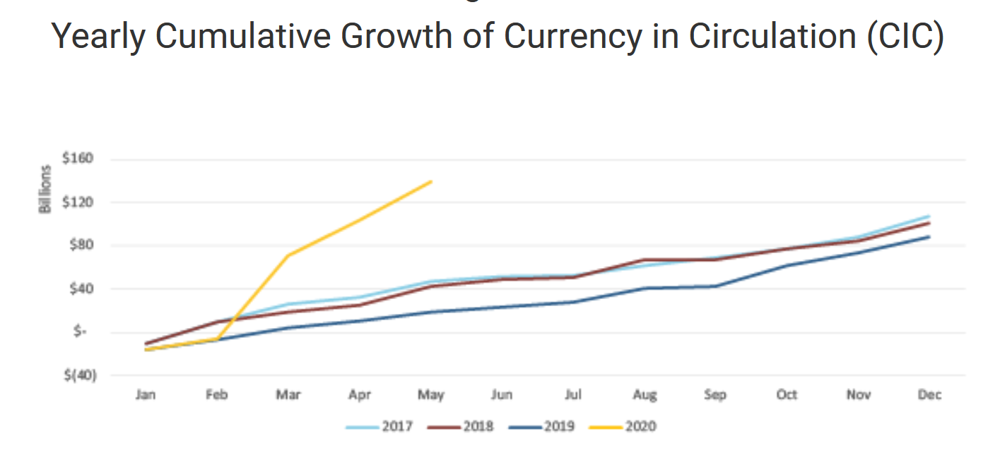 Yearly Cumulative Growth of Currency in Circulation (CIC)
Billions
$160
$120
$80
$40
$-
$(40)
Jan Feb Mar Apr May Jun Jul Aug Sep Oct Nov Dec
2017 2018 2019 2020